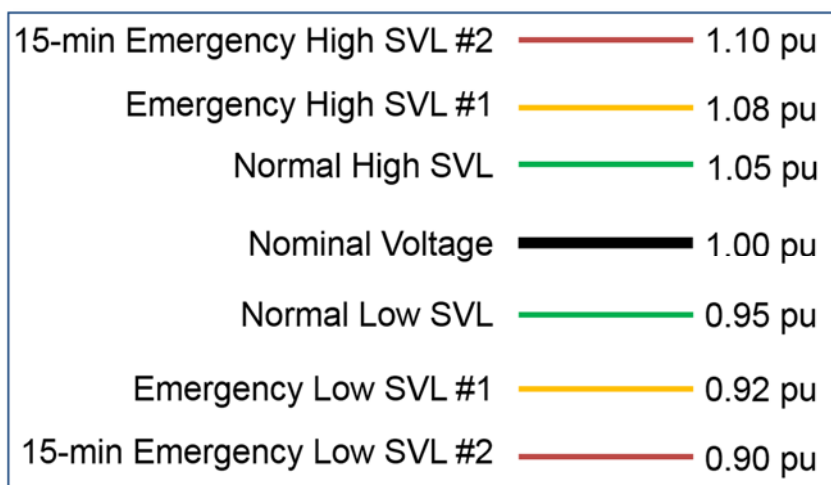 15-min Emergency High SVL #2 1.10 pu
Emergency High SVL #1 1.08 pu
Normal High SVL 1.05 pu
Nominal Voltage 1.00 pu
Normal Low SVL 0.95 pu
Emergency Low SVL #1 0.92 pu
15-min Emergency Low SVL #2 0.90 pu